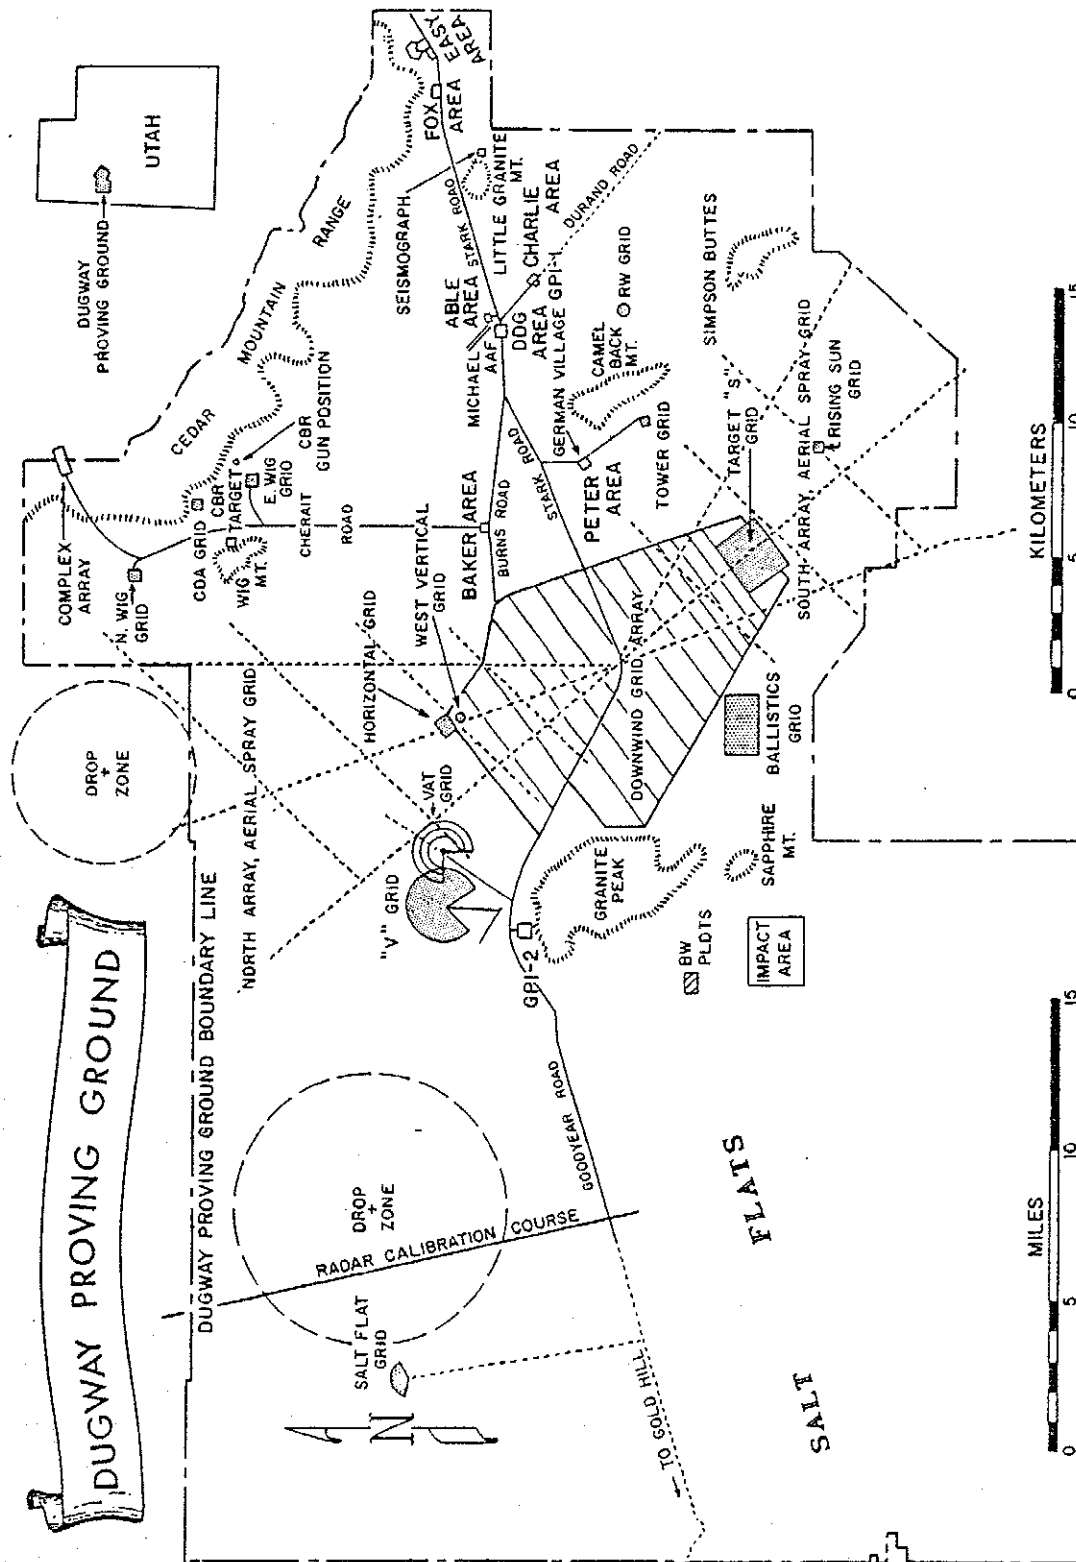 DUGWAY PROVING GROUND
DUGWAY PROVING GROUND BOUNDARY LINE
DUGWAY
PROVING GROUND
UTAH
DROP
+
ZONE
NORTH ARRAY, AERIAL SPRAY GRID
COMPLEX
ARRAY
N. WIG
GRID
CDA GRID
CBR
TARGET
WIG
MT.
E. WIG
GRID
CBR
GUN POSITION
CHERAIT
ROAD
CEDAR
MOUNTAIN
RANGE
SEISMOGRAPH
EASY
AREA
FOX
AREA
LITTLE GRANITE
MT.
STARK ROAD
ABLE
AREA
MICHAEL
AAF
DDG
AREA
CHARLIE AREA
DURAND ROAD
GERMAN VILLAGE
GPI-1
RW GRID
CAMEL
BACK
MT.
SIMPSON BUTTES
BAKER AREA
BURNS ROAD
STARK
ROAD
PETER
AREA
TOWER GRID
TARGET "S"
GRID
RISING SUN
GRID
SOUTH ARRAY, AERIAL SPRAY-GRID
WEST VERTICAL
GRID
HORIZONTAL GRID
DOWNWIND GRID ARRAY
VAT
GRID
"V" GRID
GPI-2
GRANITE
PEAK
BALLISTICS
GRID
SAPPHIRE
MT.
BW
PLOTS
IMPACT
AREA
DROP
+
ZONE
RADAR CALIBRATION COURSE
SALT FLAT
GRID
N
GOODYEAR ROAD
TO GOLD HILL
SALT FLATS
MILES
0 5 10 15
KILOMETERS
0 5 10 15